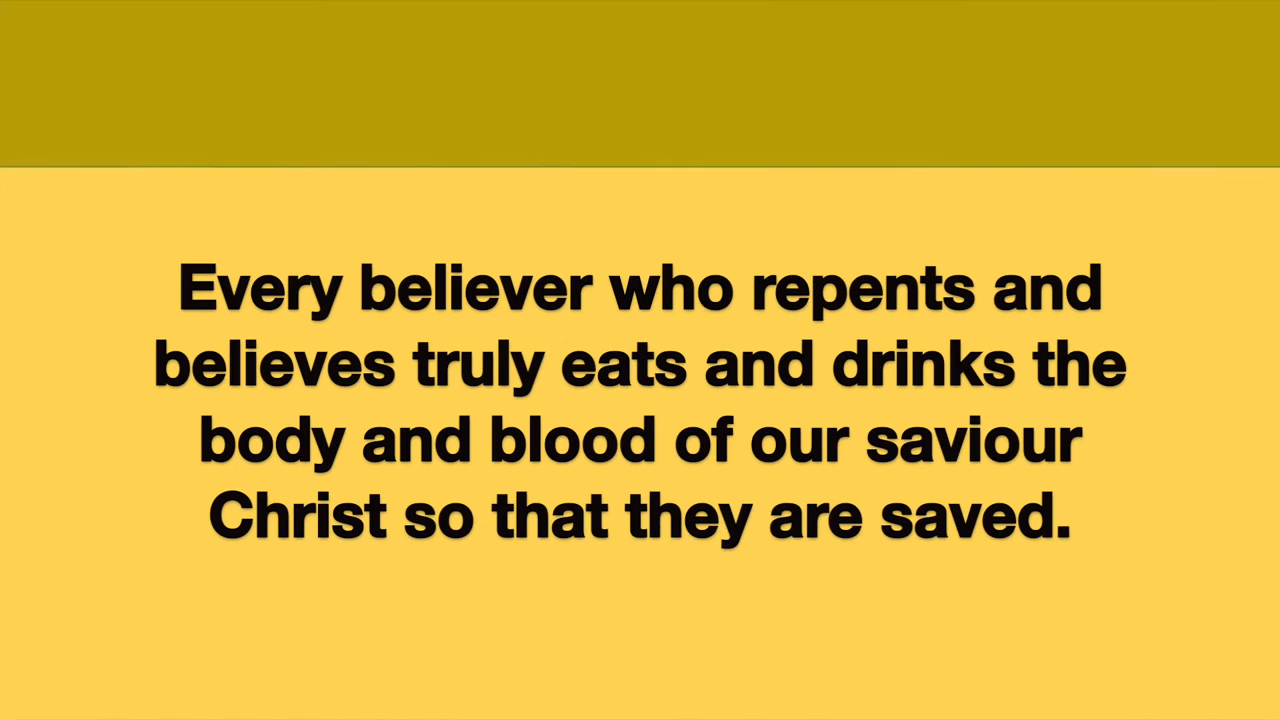 Every believer who repents and
believes truly eats and drinks the
body and blood of our saviour
Christ so that they are saved.